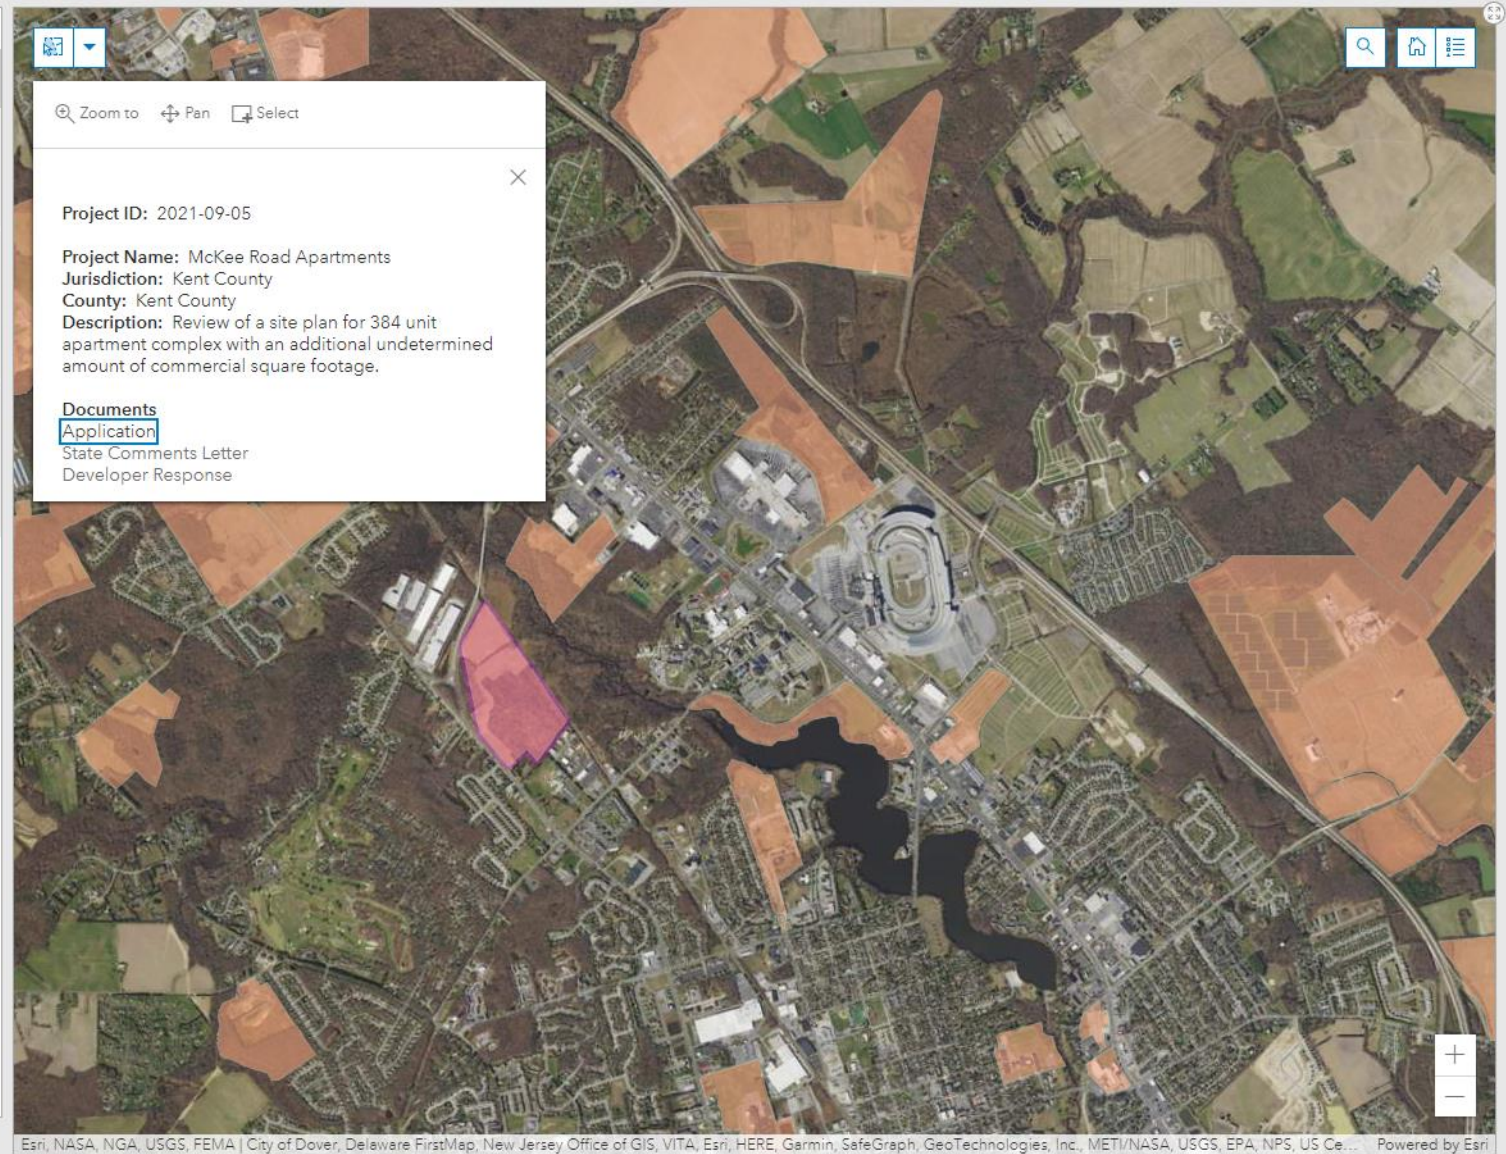 Zoom to Pan Select
Project ID: 2021-09-05
Project Name: McKee Road Apartments
Jurisdiction: Kent County
County: Kent County
Description: Review of a site plan for 384 unit
apartment complex with an additional undetermined
amount of commercial square footage.
Documents
Application
State Comments Letter
Developer Response
Esri, NASA, NGA, USGS, FEMA | City of Dover, Delaware FirstMap, New Jersey Office of GIS, VITA, Esri, HERE, Garmin, SafeGraph, GeoTechnologies, Inc., METI/NASA, USGS, EPA, NPS, US Ce... Powered by Esri